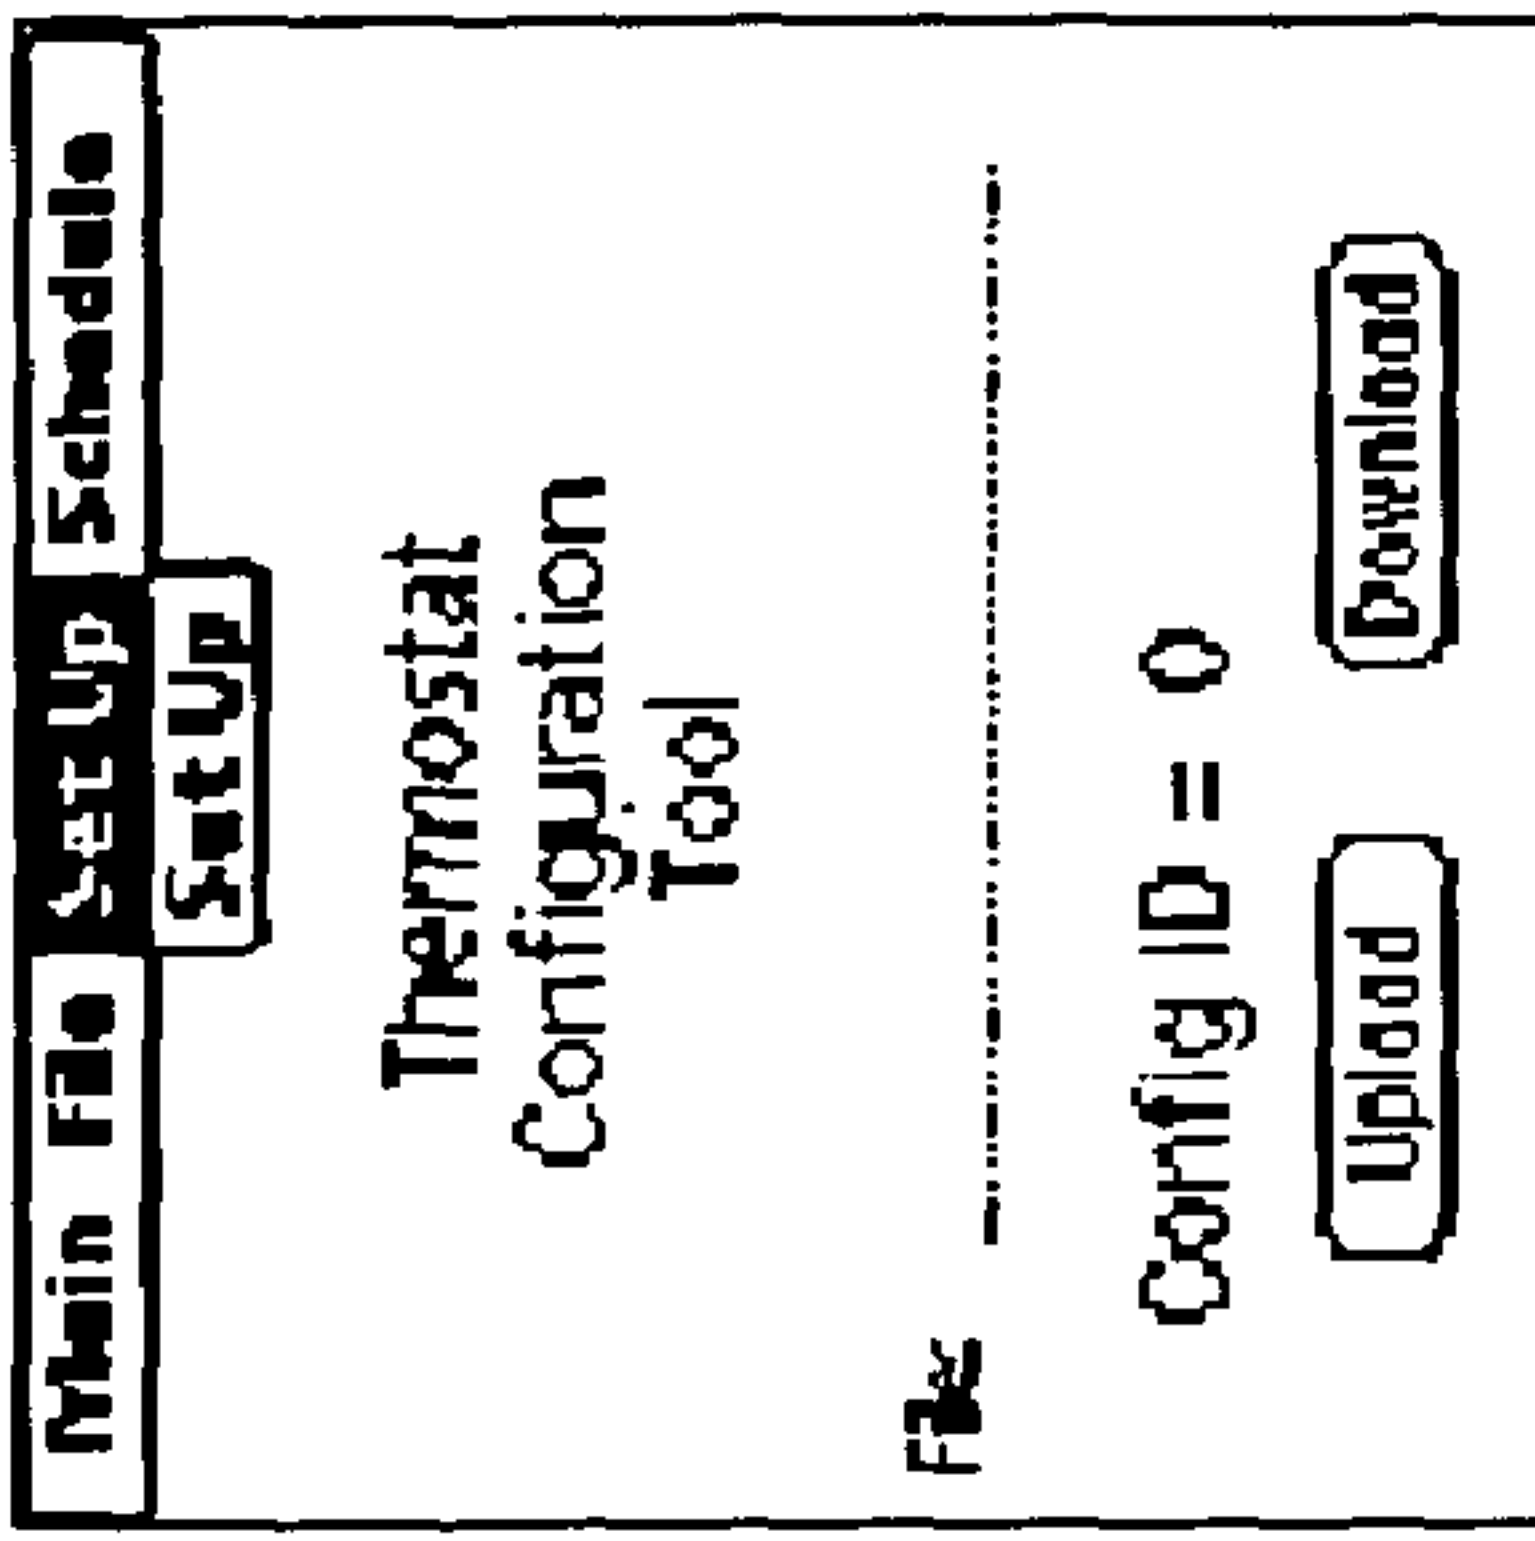 Main File Set Up Schedule
Set Up
Thermostat
Configuration
Tool
File:
Config ID = 0
Upload Download